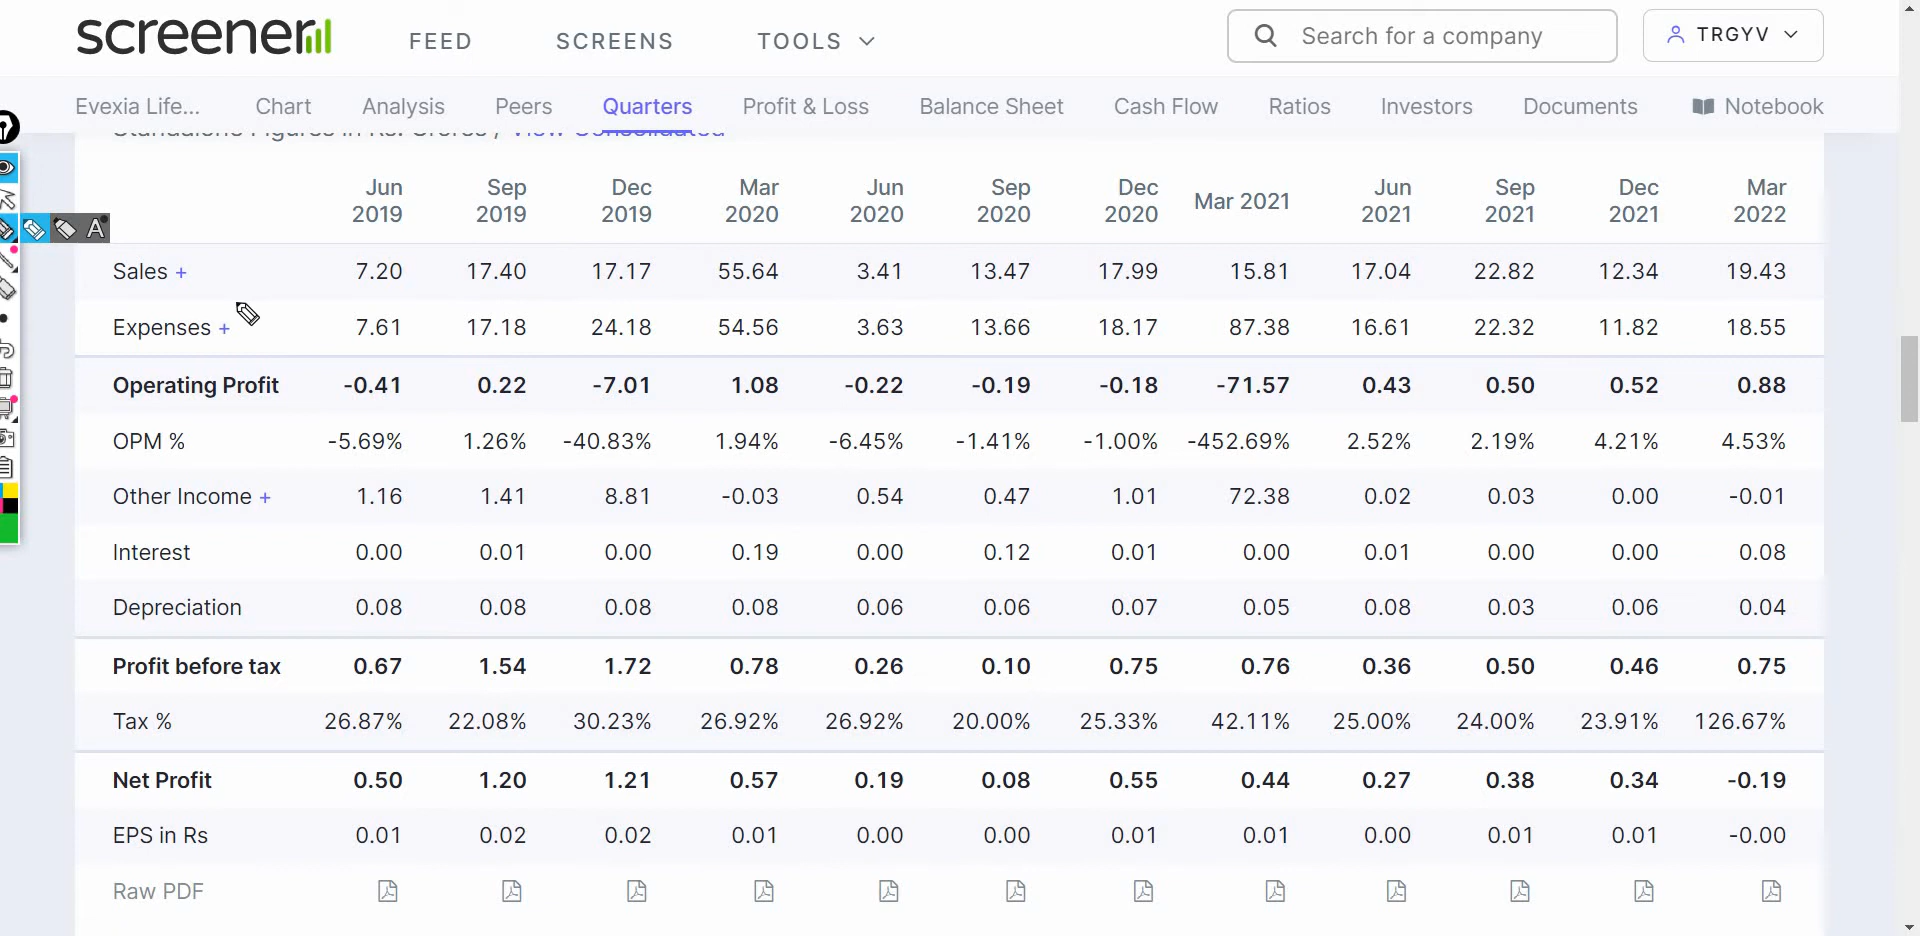 screener FEED SCREENS TOOLS Search for a company TRGYV
Evexia Life... Chart Analysis Peers Quarters Profit & Loss Balance Sheet Cash Flow Ratios Investors Documents Notebook
Standalone Figures in Rs. Crores / View Consolidated
Jun 2019 Sep 2019 Dec 2019 Mar 2020 Jun 2020 Sep 2020 Dec 2020 Mar 2021 Jun 2021 Sep 2021 Dec 2021 Mar 2022
Sales + 7.20 17.40 17.17 55.64 3.41 13.47 17.99 15.81 17.04 22.82 12.34 19.43
Expenses + 7.61 17.18 24.18 54.56 3.63 13.66 18.17 87.38 16.61 22.32 11.82 18.55
Operating Profit -0.41 0.22 -7.01 1.08 -0.22 -0.19 -0.18 -71.57 0.43 0.50 0.52 0.88
OPM % -5.69% 1.26% -40.83% 1.94% -6.45% -1.41% -1.00% -452.69% 2.52% 2.19% 4.21% 4.53%
Other Income + 1.16 1.41 8.81 -0.03 0.54 0.47 1.01 72.38 0.02 0.03 0.00 -0.01
Interest 0.00 0.01 0.00 0.19 0.00 0.12 0.01 0.00 0.01 0.00 0.00 0.08
Depreciation 0.08 0.08 0.08 0.08 0.06 0.06 0.07 0.05 0.08 0.03 0.06 0.04
Profit before tax 0.67 1.54 1.72 0.78 0.26 0.10 0.75 0.76 0.36 0.50 0.46 0.75
Tax % 26.87% 22.08% 30.23% 26.92% 26.92% 20.00% 25.33% 42.11% 25.00% 24.00% 23.91% 126.67%
Net Profit 0.50 1.20 1.21 0.57 0.19 0.08 0.55 0.44 0.27 0.38 0.34 -0.19
EPS in Rs 0.01 0.02 0.02 0.01 0.00 0.00 0.01 0.01 0.00 0.01 0.01 -0.00
Raw PDF